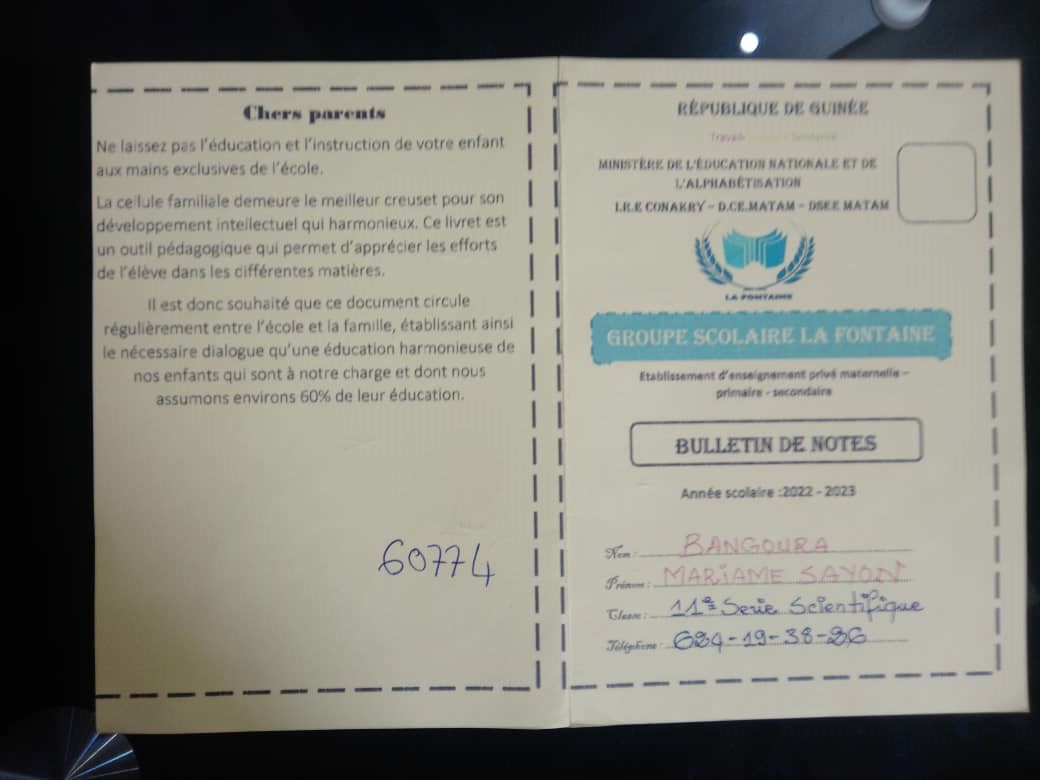 Chers parents
Ne laissez pas l'éducation et l'instruction de votre enfant
aux mains exclusives de l'école.
La cellule familiale demeure le meilleur creuset pour son
développement intellectuel qui harmonieux. Ce livret est
un outil pédagogique qui permet d'apprécier les efforts
de l'élève dans les différentes matières.
Il est donc souhaité que ce document circule
régulièrement entre l'école et la famille, établissant ainsi
le nécessaire dialogue qu'une éducation harmonieuse de
nos enfants qui sont à notre charge et dont nous
assumons environs 60% de leur éducation.
60774
RÉPUBLIQUE DE GUINÉE
Travail- Solidarité
MINISTÈRE DE L'ÉDUCATION NATIONALE ET DE
L'ALPHABÉTISATION
I.R.E CONAKRY – D.CE.MATAM – DSEE MATAM
LA FONTAINE
GROUPE SCOLAIRE LA FONTAINE
Etablissement d'enseignement privé maternelle –
primaire - secondaire
BULLETIN DE NOTES
Année scolaire :2022 - 2023
Nom : BANGOURA
Prénom : MARIAME SAYON
Classe : 11e Serie Scientifique
Téléphone : 624-19-38-26